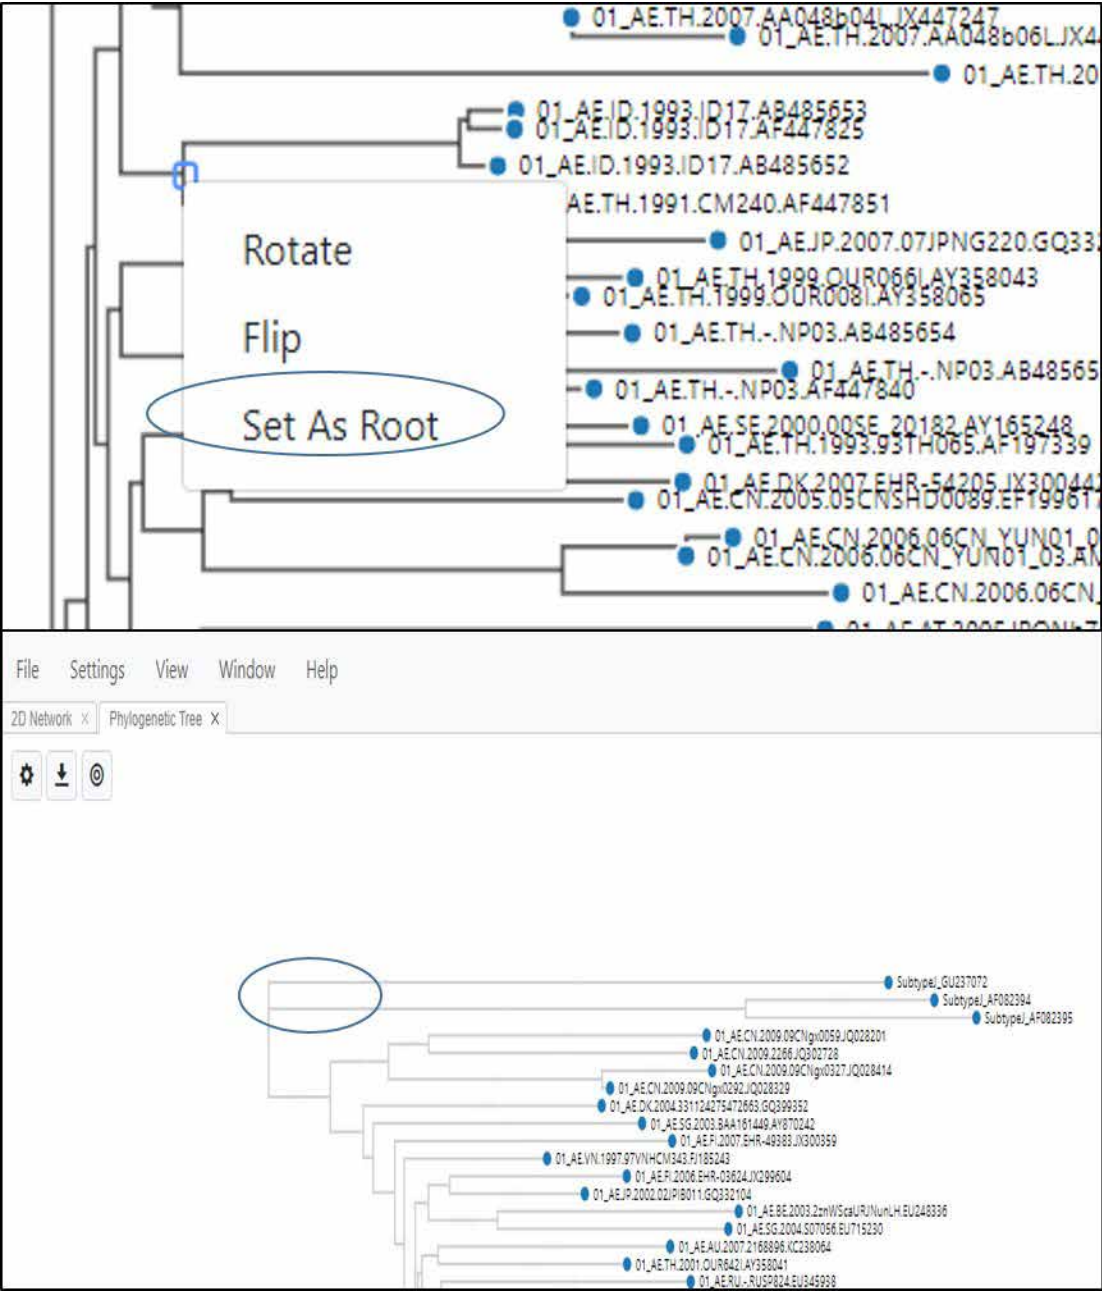 01_AE.TH.2007.AA048b04L.JX447247
01_AE.TH.2007.AA048b06L.JX4
01_AE.TH.20
01_AE.ID.1993.ID17.AB485653
01_AE.ID.1993.ID17.AF447825
01_AE.ID.1993.ID17.AB485652
AE.TH.1991.CM240.AF447851
Rotate
01_AE.JP.2007.07JPNG220.GQ33
01_AE.TH.1999.OUR066I.AY358043
01_AE.TH.1999.OUR008I.AY358065
Flip
01_AE.TH.-.NP03.AB485654
01_AE.TH.-.NP03.AB48565
01_AE.TH.-.NP03.AF447840
Set As Root
01_AE.SE.2000.00SE_20182.AY165248
01_AE.TH.1993.93TH065.AF197339
01_AE.DK.2007.EHR-54205.JX30044
01_AE.CN.2005.05CNSHD0089.EF199617
01_AE.CN.2006.06CN_YUN01_0
01_AE.CN.2006.06CN_YUN01_03.AM
01_AE.CN.2006.06CN_
File Settings View Window Help
2D Network × Phylogenetic Tree ×
SubtypeJ_GU237072
SubtypeJ_AF082394
SubtypeJ_AF082395
01_AE.CN.2009.09CNgx0059.JQ028201
01_AE.CN.2009.2266.JQ302728
01_AE.CN.2009.09CNgx0327.JQ028414
01_AE.CN.2009.09CNgx0292.JQ028329
01_AE.DK.2004.331124275472663.GQ399352
01_AE.SG.2003.BAA161449.AY870242
01_AE.FI.2007.EHR-49383.JX300359
01_AE.VN.1997.97VNHCM343.FJ185243
01_AE.FI.2006.EHR-03624.JX299604
01_AE.JP.2002.02JPIB011.GQ332104
01_AE.BE.2003.2znWScaURJNunLH.EU248336
01_AE.SG.2004.S07056.EU715230
01_AE.AU.2007.2168896.KC238064
01_AE.TH.2001.OUR642I.AY358041
01_AE.RU.-.RUSP824.EU345938